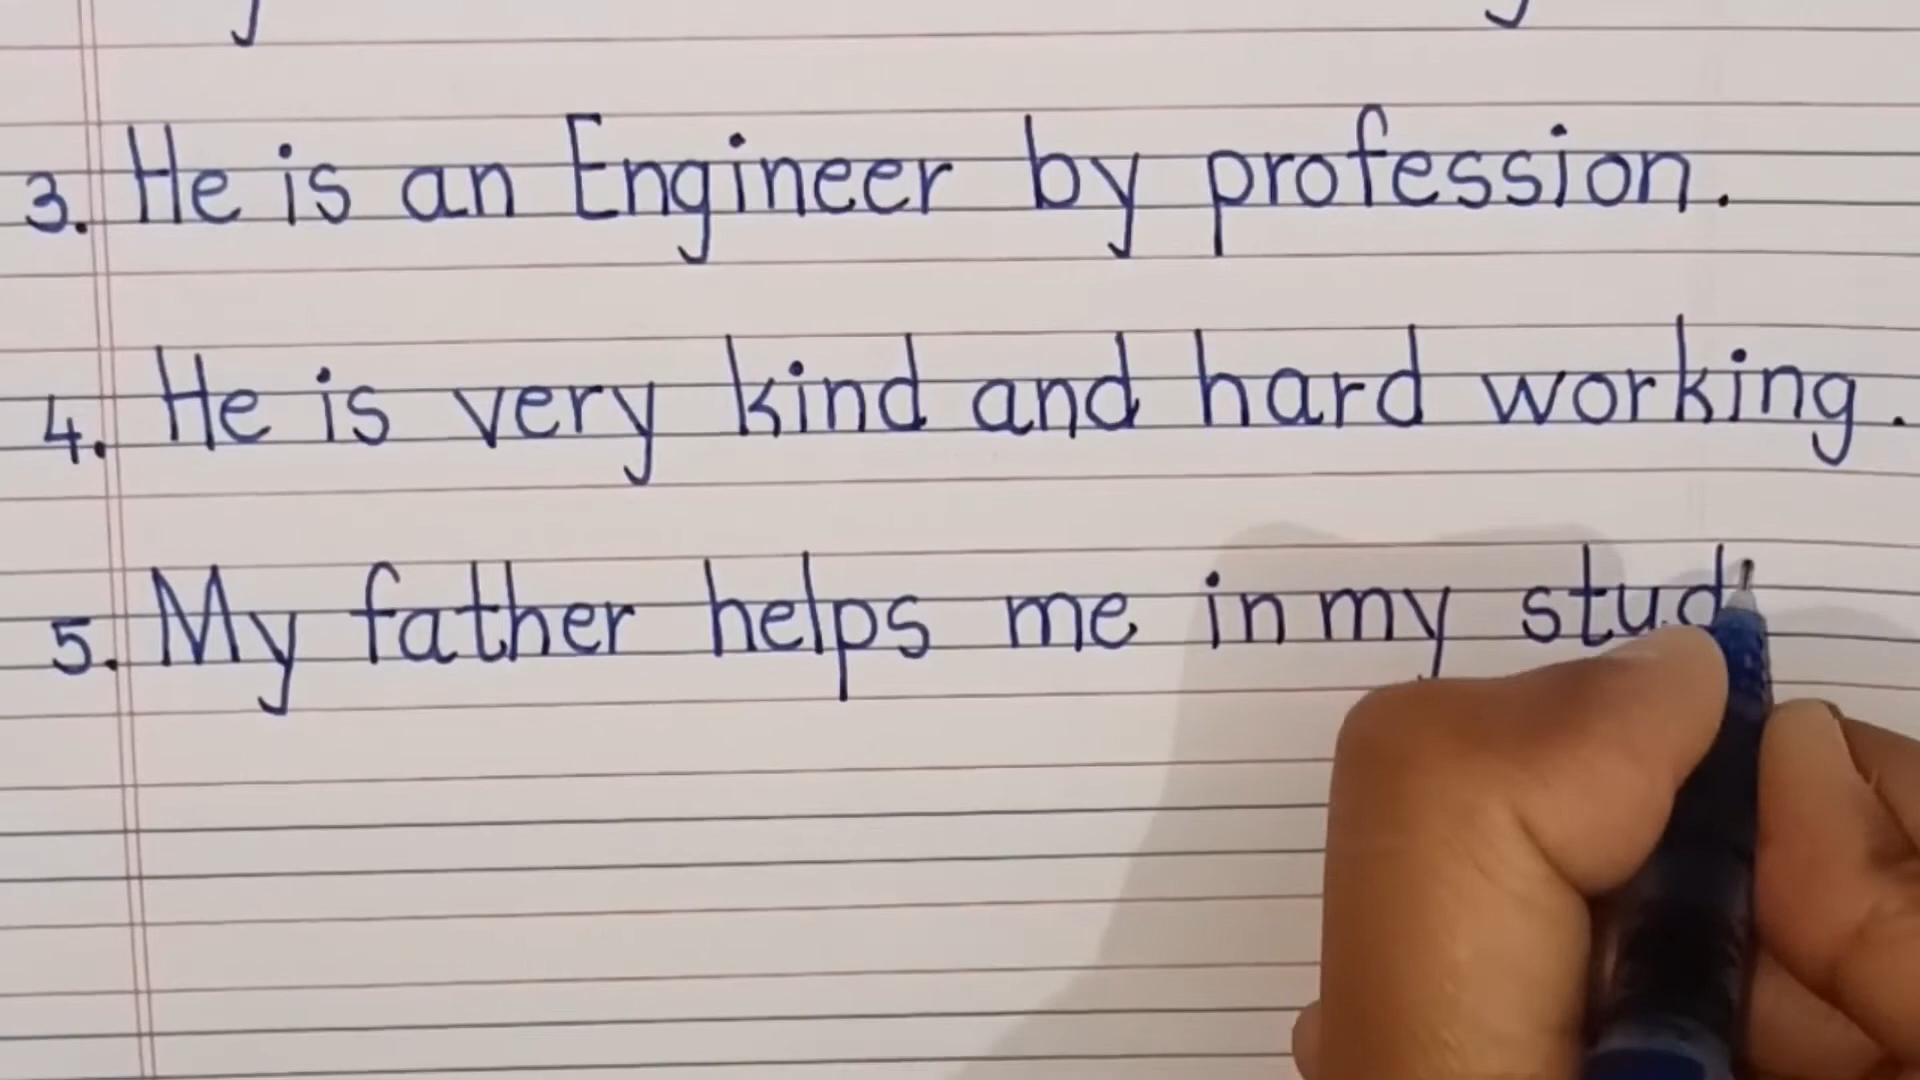 3. He is an Engineer by profession.
4. He is very kind and hard working.
5. My father helps me in my stud